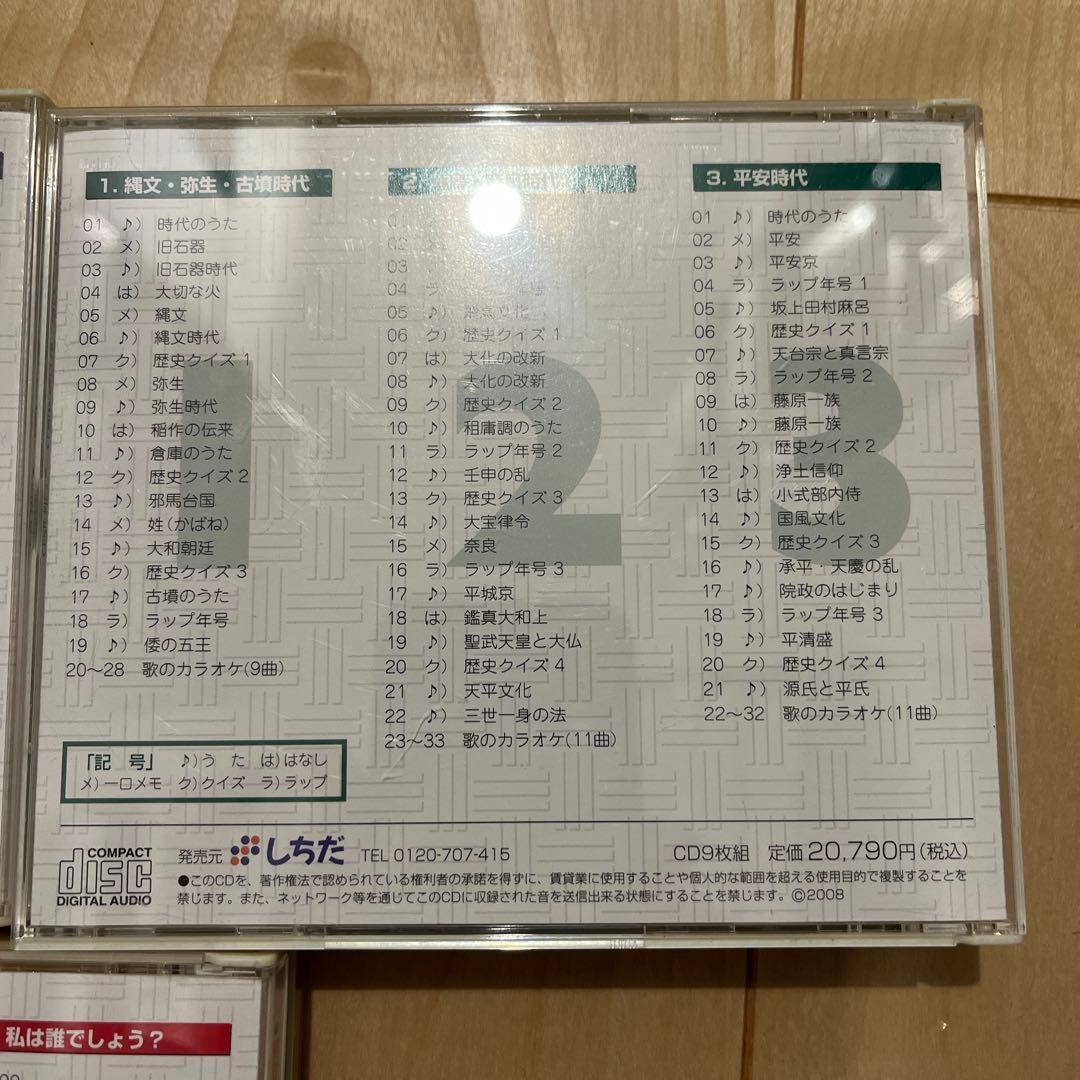 1. 縄文・弥生・古墳時代
01 ♪) 時代のうた
02 メ) 旧石器
03 ♪) 旧石器時代
04 は) 大切な火
05 メ) 縄文
06 ♪) 縄文時代
07 ク) 歴史クイズ 1
08 メ) 弥生
09 ♪) 弥生時代
10 は) 稲作の伝来
11 ♪) 倉庫のうた
12 ク) 歴史クイズ 2
13 ♪) 邪馬台国
14 メ) 姓(かばね)
15 ♪) 大和朝廷
16 ク) 歴史クイズ 3
17 ♪) 古墳のうた
18 ラ) ラップ年号
19 ♪) 倭の五王
20〜28 歌のカラオケ(9曲)
「記 号」 ♪)う た は)はなし
メ)一口メモ ク)クイズ ラ)ラップ
2
01
02
03
04 ラ) 年号
05 ♪) 飛鳥文化
06 ク) 歴史クイズ 1
07 は) 大化の改新
08 ♪) 大化の改新
09 ク) 歴史クイズ 2
10 ♪) 租庸調のうた
11 ラ) ラップ年号 2
12 ♪) 壬申の乱
13 ク) 歴史クイズ 3
14 ♪) 大宝律令
15 メ) 奈良
16 ラ) ラップ年号 3
17 ♪) 平城京
18 は) 鑑真大和上
19 ♪) 聖武天皇と大仏
20 ク) 歴史クイズ 4
21 ♪) 天平文化
22 ♪) 三世一身の法
23〜33 歌のカラオケ(11曲)
3. 平安時代
01 ♪) 時代のうた
02 メ) 平安
03 ♪) 平安京
04 ラ) ラップ年号 1
05 ♪) 坂上田村麻呂
06 ク) 歴史クイズ 1
07 ♪) 天台宗と真言宗
08 ラ) ラップ年号 2
09 は) 藤原一族
10 ♪) 藤原一族
11 ク) 歴史クイズ 2
12 ♪) 浄土信仰
13 は) 小式部内侍
14 ♪) 国風文化
15 ク) 歴史クイズ 3
16 ♪) 承平・天慶の乱
17 ♪) 院政のはじまり
18 ラ) ラップ年号 3
19 ♪) 平清盛
20 ク) 歴史クイズ 4
21 ♪) 源氏と平氏
22〜32 歌のカラオケ(11曲)
1 2 3
COMPACT
disc
DIGITAL AUDIO
発売元 しちだ TEL 0120-707-415 CD9枚組 定価 20,790円(税込)
●このCDを、著作権法で認められている権利者の承諾を得ずに、賃貸業に使用することや個人的な範囲を超える使用目的で複製することを
禁じます。また、ネットワーク等を通じてこのCDに収録された音を送信出来る状態にすることを禁じます。©2008
私は誰でしょう？